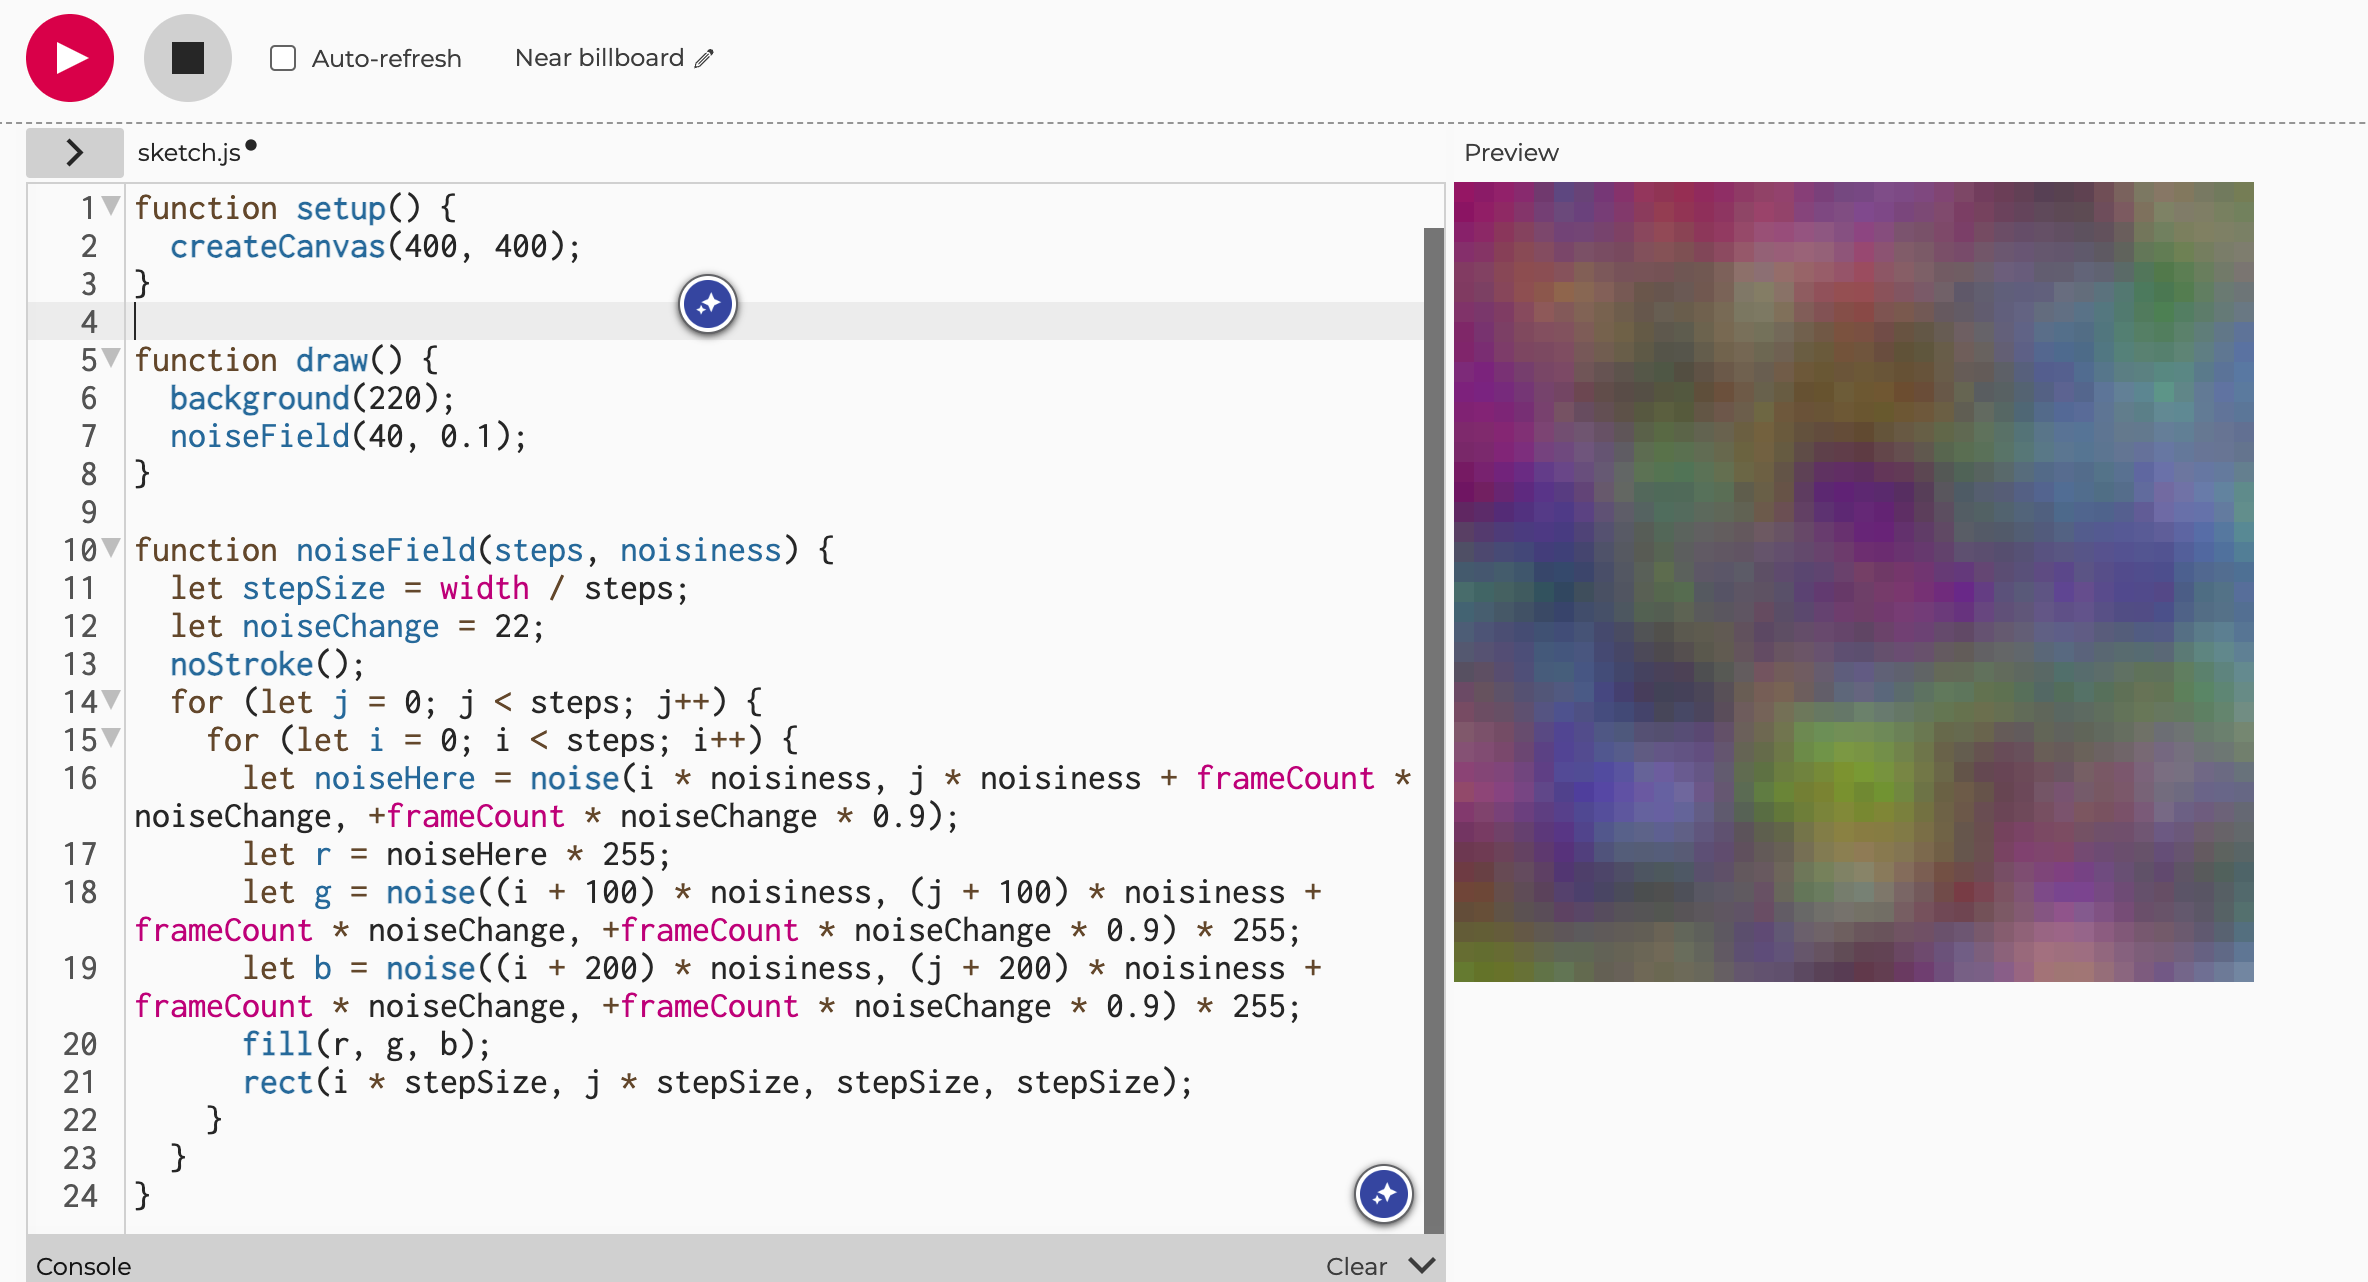 Auto-refresh
Near billboard
sketch.js
Preview
1 function setup() {
2   createCanvas(400, 400);
3 }
4
5 function draw() {
6   background(220);
7   noiseField(40, 0.1);
8 }
9
10 function noiseField(steps, noisiness) {
11   let stepSize = width / steps;
12   let noiseChange = 22;
13   noStroke();
14   for (let j = 0; j < steps; j++) {
15     for (let i = 0; i < steps; i++) {
16       let noiseHere = noise(i * noisiness, j * noisiness + frameCount *
noiseChange, +frameCount * noiseChange * 0.9);
17       let r = noiseHere * 255;
18       let g = noise((i + 100) * noisiness, (j + 100) * noisiness +
frameCount * noiseChange, +frameCount * noiseChange * 0.9) * 255;
19       let b = noise((i + 200) * noisiness, (j + 200) * noisiness +
frameCount * noiseChange, +frameCount * noiseChange * 0.9) * 255;
20       fill(r, g, b);
21       rect(i * stepSize, j * stepSize, stepSize, stepSize);
22     }
23   }
24 }
Console
Clear